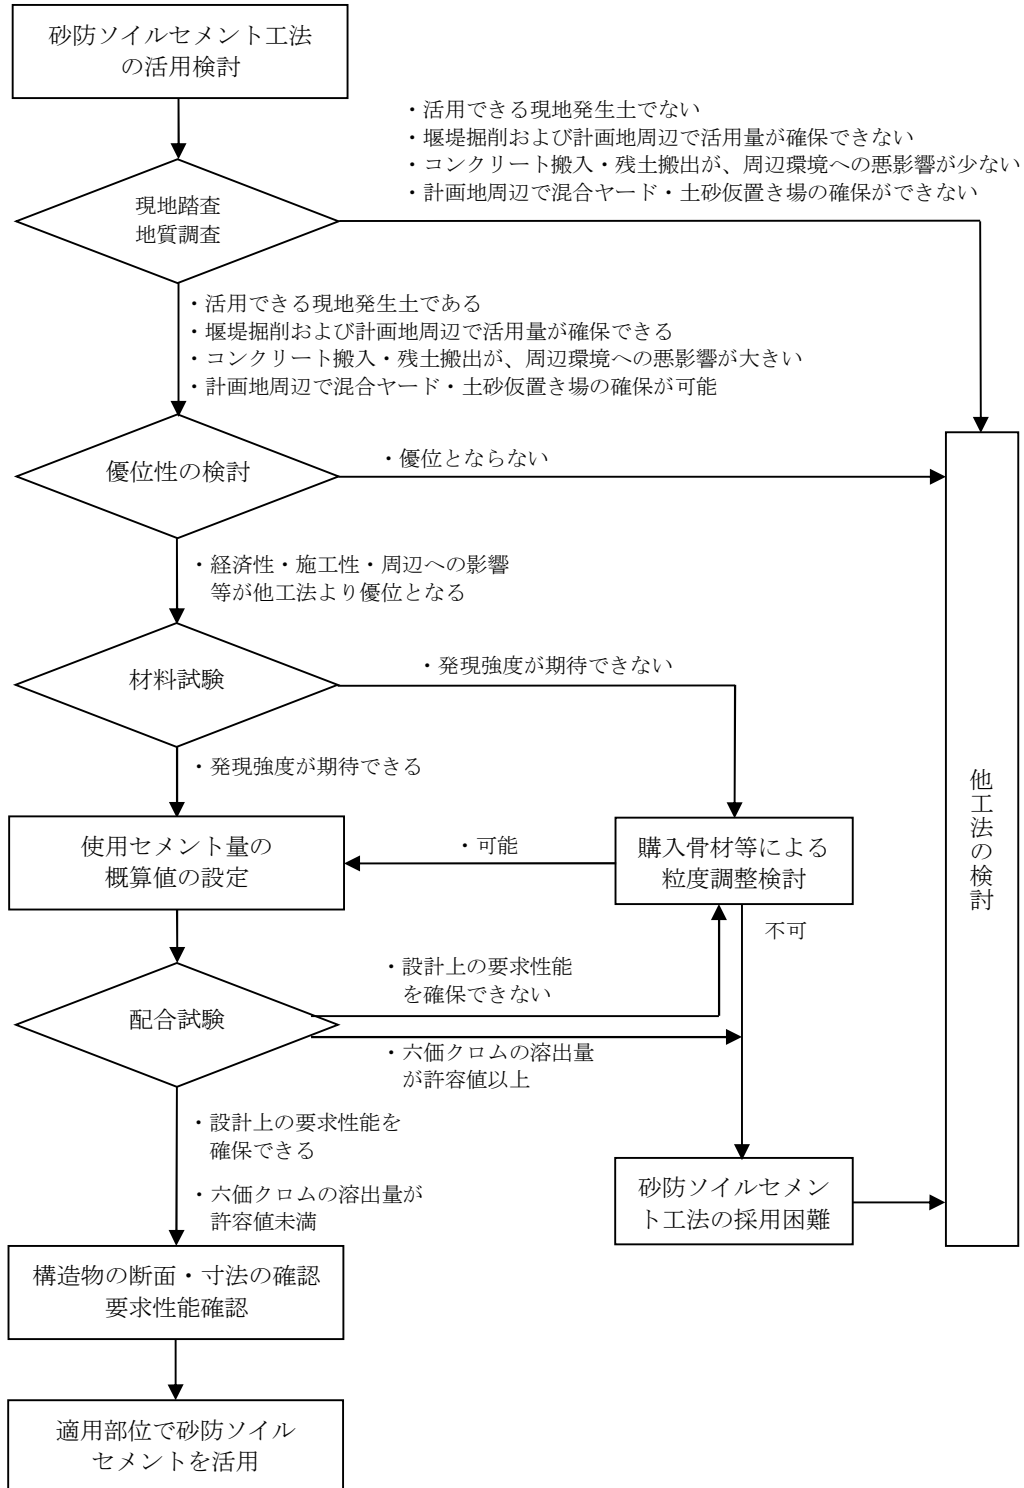 砂防ソイルセメント工法
の活用検討
・活用できる現地発生土でない
・堰堤掘削および計画地周辺で活用量が確保できない
・コンクリート搬入・残土搬出が、周辺環境への悪影響が少ない
・計画地周辺で混合ヤード・土砂仮置き場の確保ができない
現地踏査
地質調査
・活用できる現地発生土である
・堰堤掘削および計画地周辺で活用量が確保できる
・コンクリート搬入・残土搬出が、周辺環境への悪影響が大きい
・計画地周辺で混合ヤード・土砂仮置き場の確保が可能
優位性の検討
・優位とならない
・経済性・施工性・周辺への影響
等が他工法より優位となる
材料試験
・発現強度が期待できない
・発現強度が期待できる
使用セメント量の
概算値の設定
・可能
購入骨材等による
粒度調整検討
他工法の検討
不可
・設計上の要求性能
を確保できない
配合試験
・六価クロムの溶出量
が許容値以上
・設計上の要求性能を
確保できる
・六価クロムの溶出量が
許容値未満
砂防ソイルセメン
ト工法の採用困難
構造物の断面・寸法の確認
要求性能確認
適用部位で砂防ソイル
セメントを活用